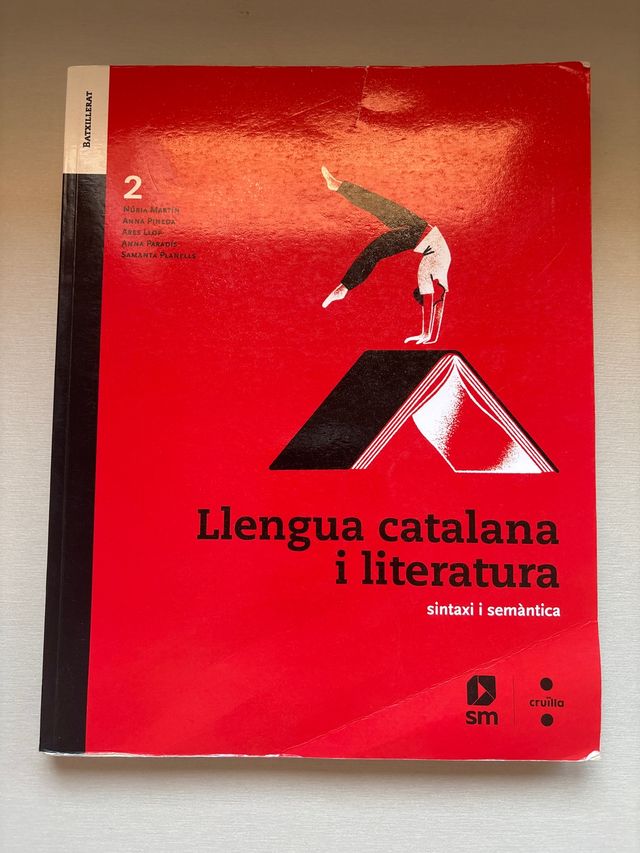 BATXILLERAT
2
NÚRIA MARTÍN
ANNA PINEDA
ARES LLOP
ANNA PARADÍS
SAMANTA PLANELLS
Llengua catalana
i literatura
sintaxi i semàntica
sm
cruïlla